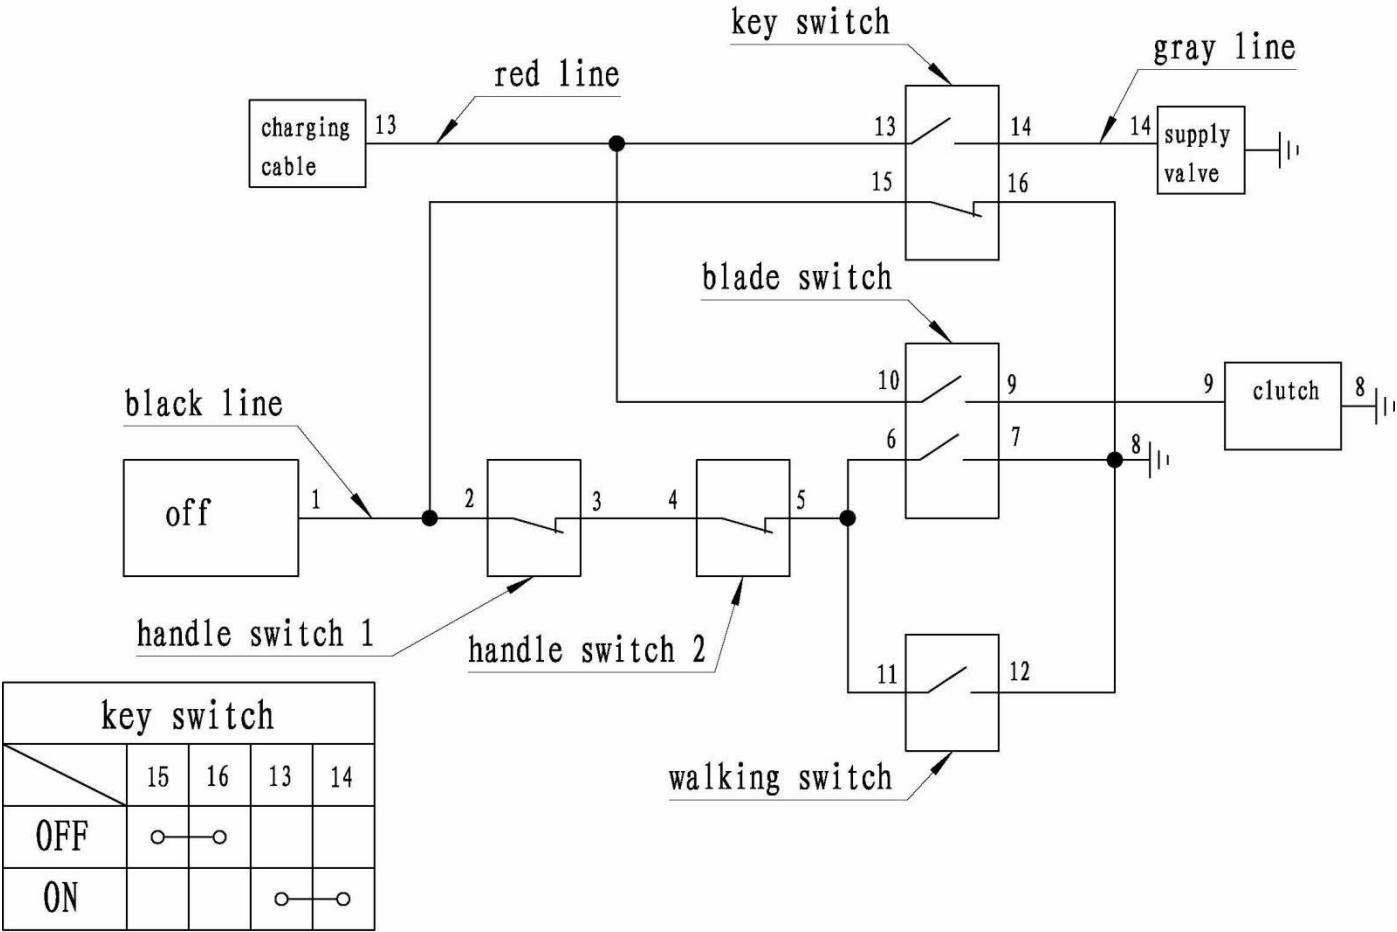 key switch
gray line
red line
charging
cable
13
13
14
14
supply
valve
15
16
blade switch
black line
10
9
9
clutch
8
6
7
8
off
1
2
3
4
5
handle switch 1
handle switch 2
11
12
walking switch
key switch
15 16 13 14
OFF
ON